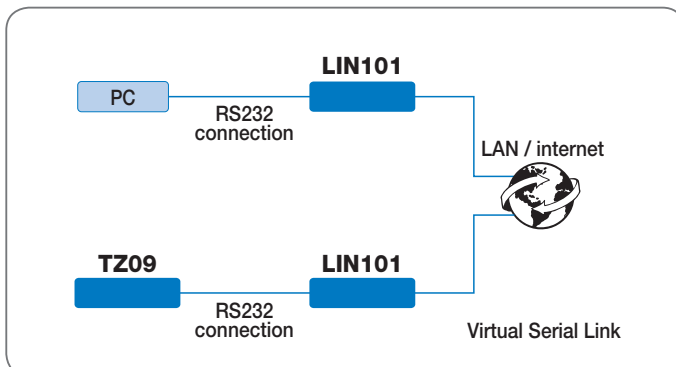 LIN101
PC
RS232
connection
LAN / internet
TZ09
LIN101
RS232
connection
Virtual Serial Link